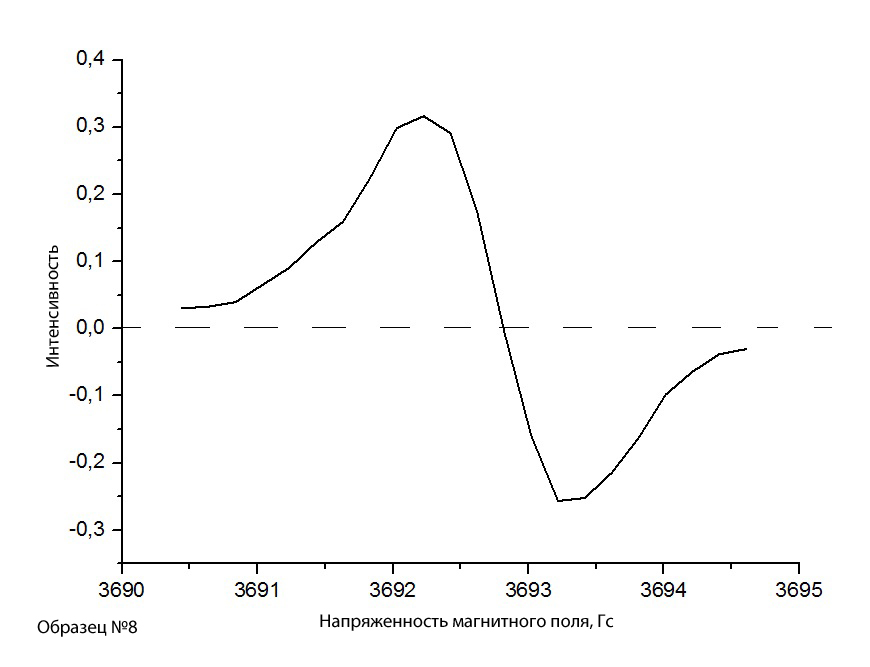 0,4
0,3
0,2
0,1
0,0
-0,1
-0,2
-0,3
Интенсивность
3690 3691 3692 3693 3694 3695
Напряженность магнитного поля, Гс
Образец №8